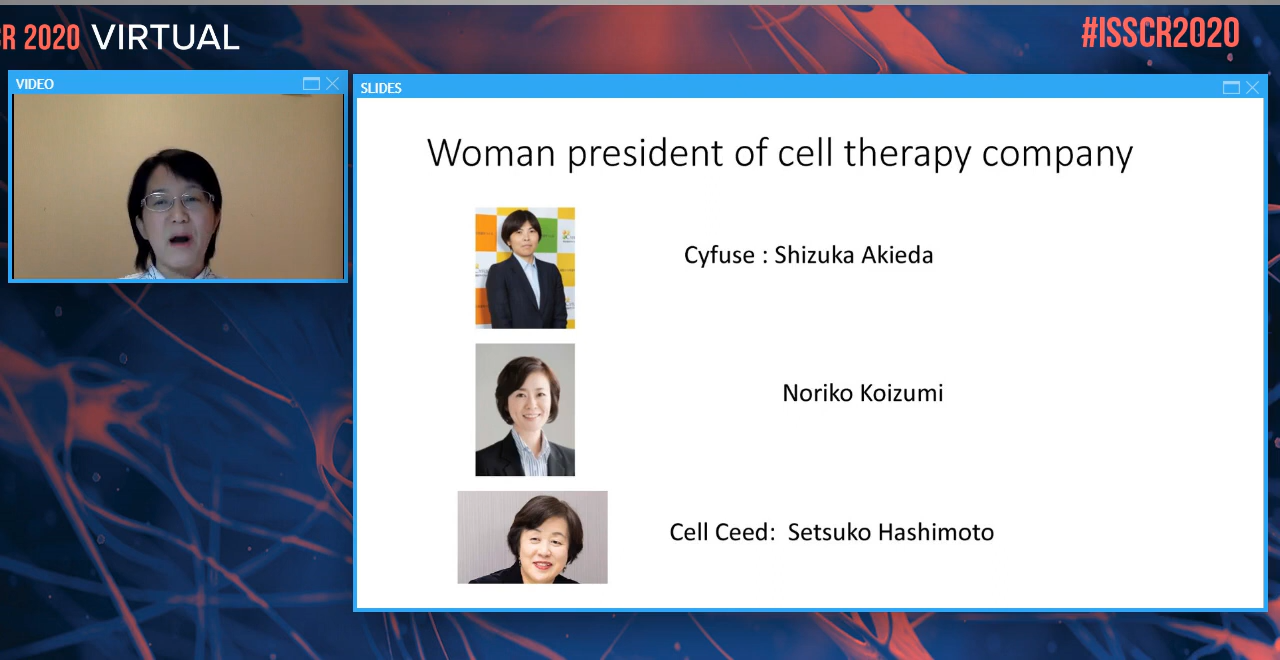 CR 2020 VIRTUAL
#ISSCR2020
VIDEO
SLIDES
Woman president of cell therapy company
Cyfuse : Shizuka Akieda
Noriko Koizumi
Cell Ceed: Setsuko Hashimoto